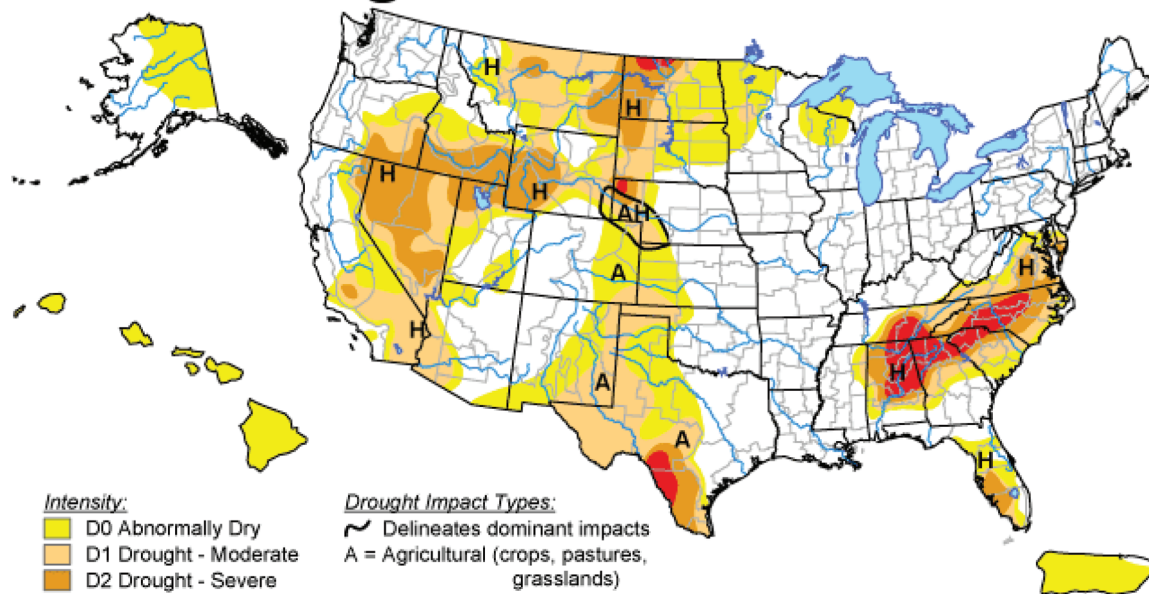 H
H
H
H
AH
A
H
H
A
H
A
H
Intensity:
D0 Abnormally Dry
D1 Drought - Moderate
D2 Drought - Severe
Drought Impact Types:
Delineates dominant impacts
A = Agricultural (crops, pastures,
grasslands)